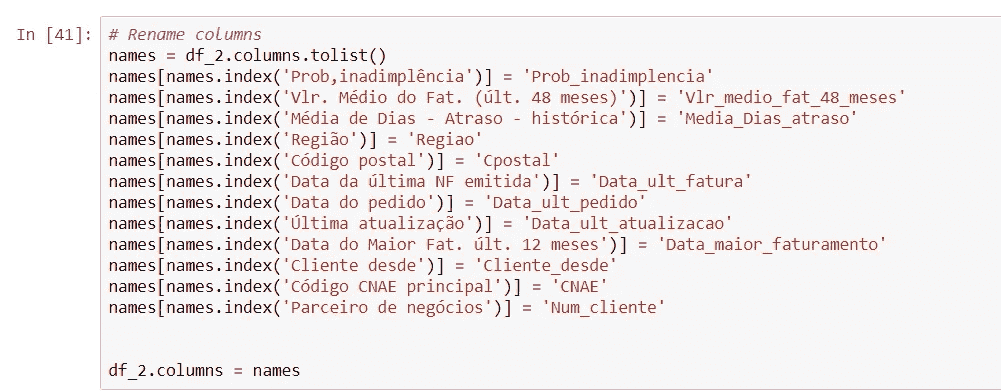 In [41]: # Rename columns
names = df_2.columns.tolist()
names[names.index('Prob,inadimplência')] = 'Prob_inadimplencia'
names[names.index('Vlr. Médio do Fat. (últ. 48 meses)')] = 'Vlr_medio_fat_48_meses'
names[names.index('Média de Dias - Atraso - histórica')] = 'Media_Dias_atraso'
names[names.index('Região')] = 'Regiao'
names[names.index('Código postal')] = 'Cpostal'
names[names.index('Data da última NF emitida')] = 'Data_ult_fatura'
names[names.index('Data do pedido')] = 'Data_ult_pedido'
names[names.index('Última atualização')] = 'Data_ult_atualizacao'
names[names.index('Data do Maior Fat. últ. 12 meses')] = 'Data_maior_faturamento'
names[names.index('Cliente desde')] = 'Cliente_desde'
names[names.index('Código CNAE principal')] = 'CNAE'
names[names.index('Parceiro de negócios')] = 'Num_cliente'
df_2.columns = names